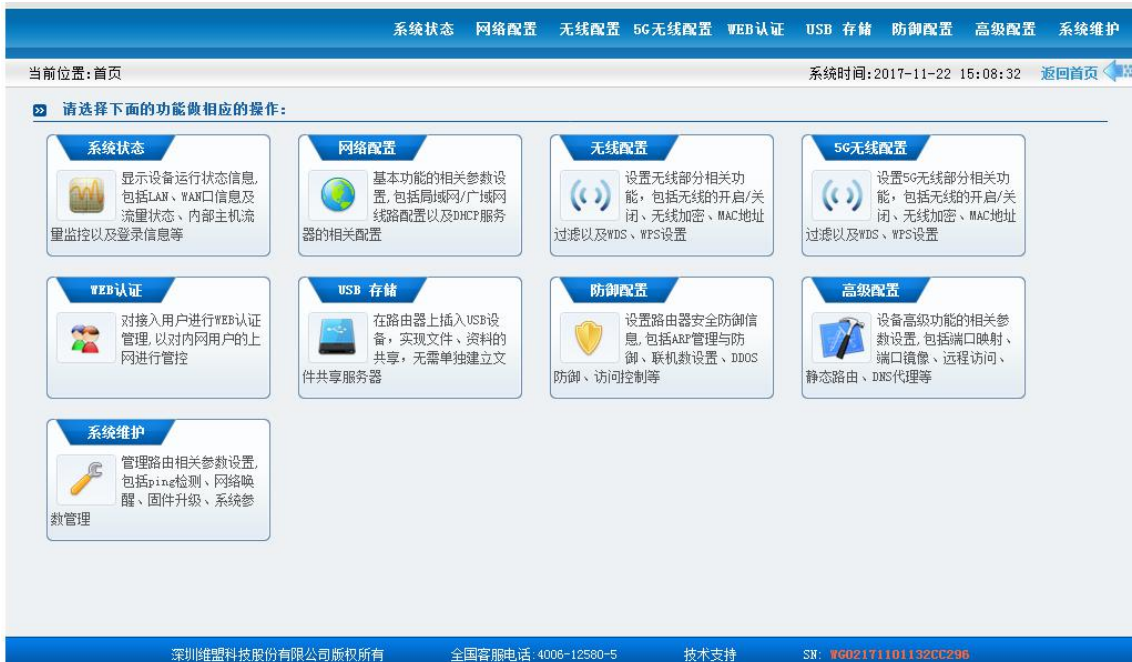 系统状态 网络配置 无线配置 5G无线配置 WEB认证 USB 存储 防御配置 高级配置 系统维护
当前位置:首页 系统时间:2017-11-22 15:08:32 返回首页
请选择下面的功能做相应的操作:
系统状态
显示设备运行状态信息,
包括LAN、WAN口信息及
流量状态、内部主机流
量监控以及登录信息等
网络配置
基本功能的相关参数设
置,包括局域网/广域网
线路配置以及DHCP服务
器的相关配置
无线配置
设置无线部分相关功
能，包括无线的开启/关
闭、无线加密、MAC地址
过滤以及WDS、WPS设置
5G无线配置
设置5G无线部分相关功
能，包括无线的开启/关
闭、无线加密、MAC地址
过滤以及WDS、WPS设置
WEB认证
对接入用户进行WEB认证
管理,以对内网用户的上
网进行管控
USB 存储
在路由器上插入USB设
备，实现文件、资料的
共享，无需单独建立文
件共享服务器
防御配置
设置路由器安全防御信
息,包括ARP管理与防
御、联机数设置、DDOS
防御、访问控制等
高级配置
设备高级功能的相关参
数设置,包括端口映射、
端口镜像、远程访问、
静态路由、DNS代理等
系统维护
管理路由相关参数设置,
包括ping检测、网络唤
醒、固件升级、系统参
数管理
深圳维盟科技股份有限公司版权所有 全国客服电话:4006-12580-5 技术支持 SN: WG02171101132CC296